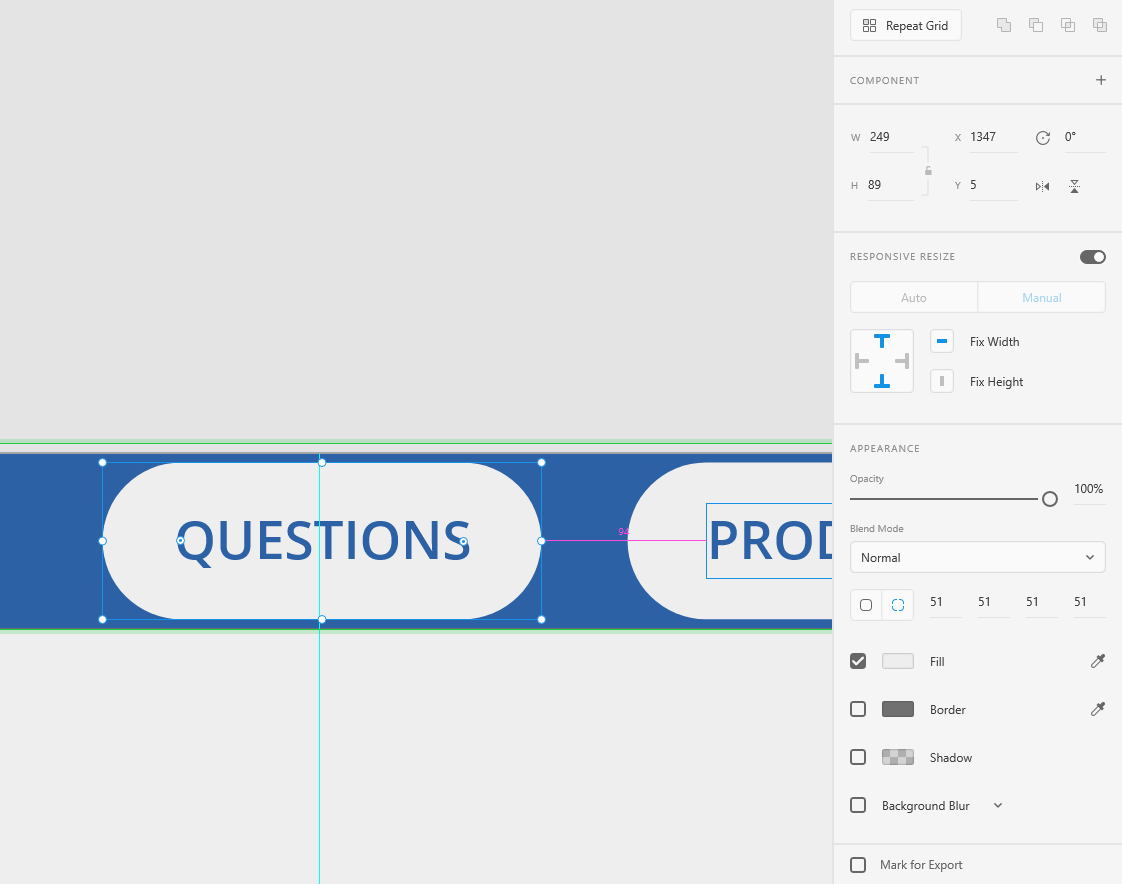 Repeat Grid
COMPONENT
W 249 X 1347 0°
H 89 Y 5
RESPONSIVE RESIZE
Auto Manual
Fix Width
Fix Height
APPEARANCE
Opacity
100%
Blend Mode
Normal
51 51 51 51
Fill
Border
Shadow
Background Blur
Mark for Export
QUESTIONS